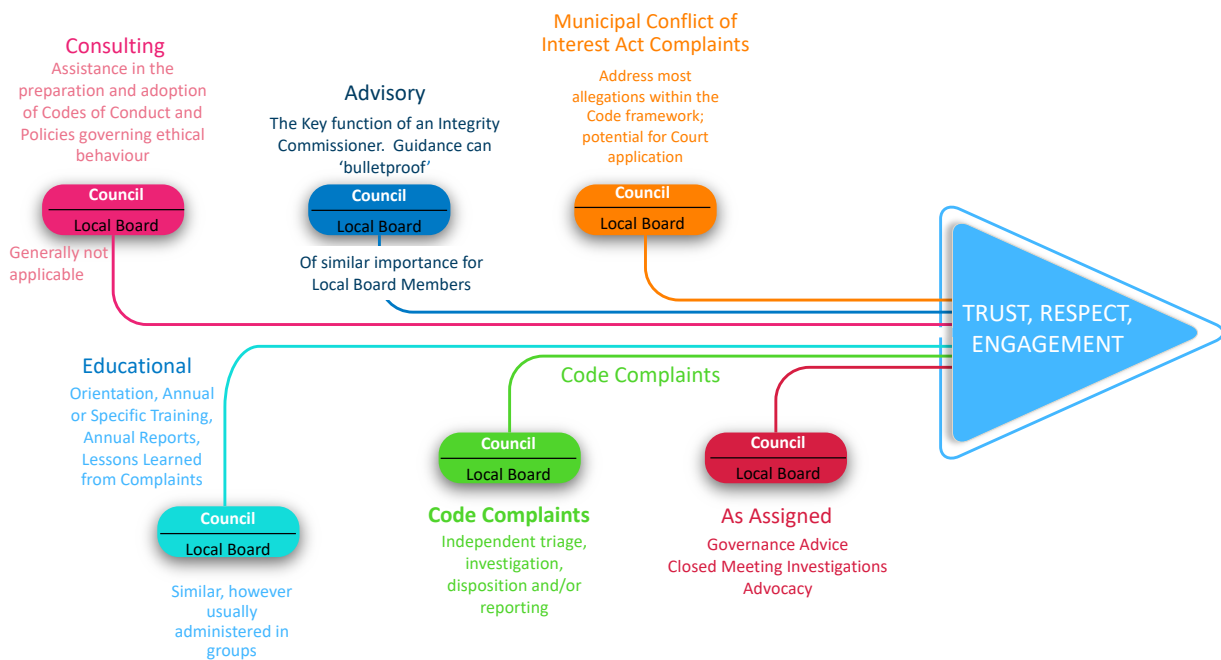 Consulting
Assistance in the
preparation and adoption
of Codes of Conduct and
Policies governing ethical
behaviour
Council
Local Board
Generally not
applicable
Advisory
The Key function of an Integrity
Commissioner.  Guidance can
‘bulletproof’
Council
Local Board
Of similar importance for
Local Board Members
Municipal Conflict of
Interest Act Complaints
Address most
allegations within the
Code framework;
potential for Court
application
Council
Local Board
TRUST, RESPECT,
ENGAGEMENT
Educational
Orientation, Annual
or Specific Training,
Annual Reports,
Lessons Learned
from Complaints
Council
Local Board
Similar, however
usually
administered in
groups
Code Complaints
Council
Local Board
Code Complaints
Independent triage,
investigation,
disposition and/or
reporting
Council
Local Board
As Assigned
Governance Advice
Closed Meeting Investigations
Advocacy